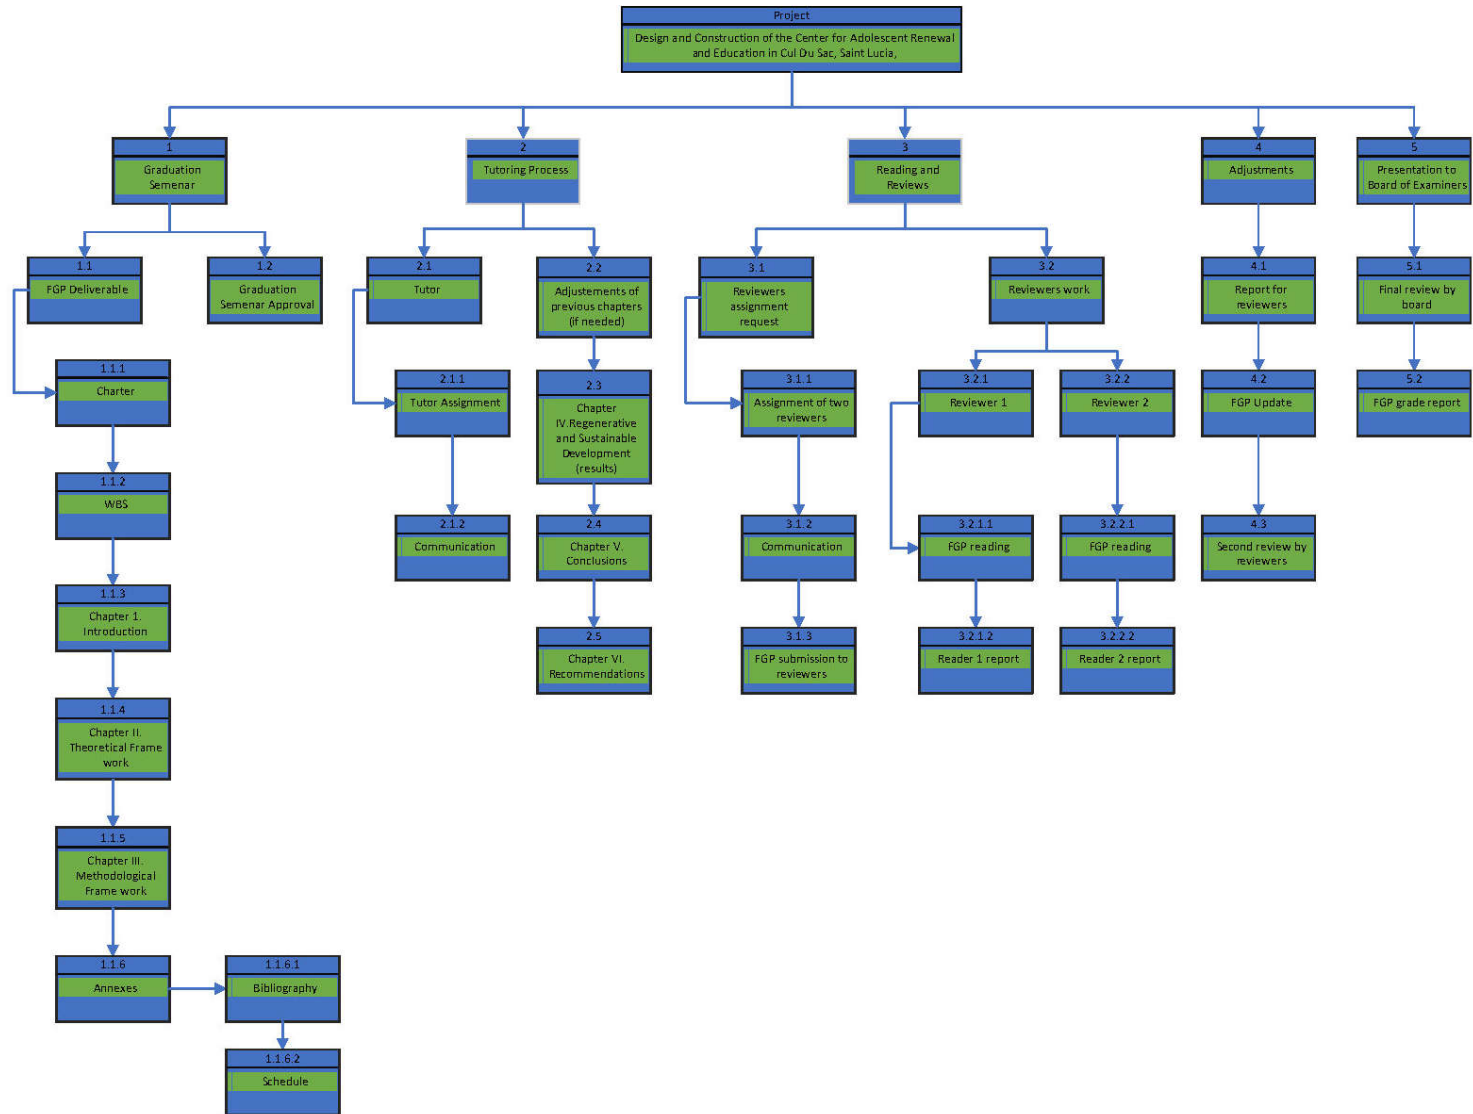 Project
Design and Construction of the Center for Adolescent Renewal
and Education in Cul Du Sac, Saint Lucia,
1
Graduation
Semenar
2
Tutoring Process
3
Reading and
Reviews
4
Adjustments
5
Presentation to
Board of Examiners
1.1
FGP Deliverable
1.2
Graduation
Semenar Approval
2.1
Tutor
2.2
Adjustements of
previous chapters
(if needed)
3.1
Reviewers
assignment
request
3.2
Reviewers work
4.1
Report for
reviewers
5.1
Final review by
board
1.1.1
Charter
2.1.1
Tutor Assignment
2.3
Chapter
IV.Regenerative
and Sustainable
Development
(results)
3.1.1
Assignment of two
reviewers
3.2.1
Reviewer 1
3.2.2
Reviewer 2
4.2
FGP Update
5.2
FGP grade report
1.1.2
WBS
2.1.2
Communication
2.4
Chapter V.
Conclusions
3.1.2
Communication
3.2.1.1
FGP reading
3.2.2.1
FGP reading
4.3
Second review by
reviewers
1.1.3
Chapter 1.
Introduction
2.5
Chapter VI.
Recommendations
3.1.3
FGP submission to
reviewers
3.2.1.2
Reader 1 report
3.2.2.2
Reader 2 report
1.1.4
Chapter II.
Theoretical Frame
work
1.1.5
Chapter III.
Methodological
Frame work
1.1.6
Annexes
1.1.6.1
Bibliography
1.1.6.2
Schedule